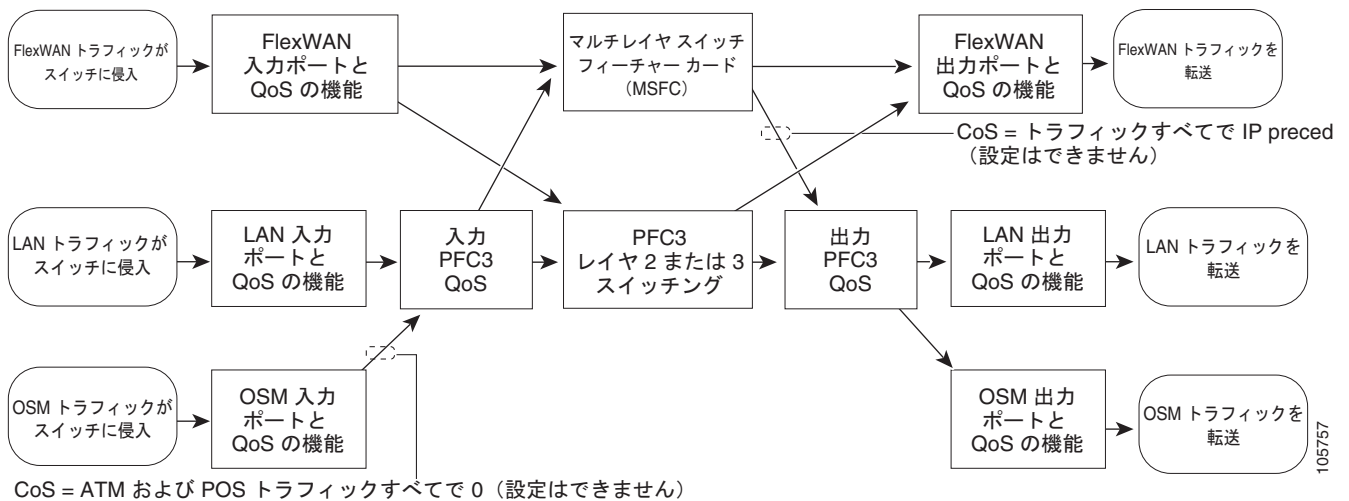 FlexWAN トラフィックが
スイッチに侵入
FlexWAN
入力ポートと
QoS の機能
マルチレイヤ スイッチ
フィーチャー カード
（MSFC）
FlexWAN
出力ポートと
QoS の機能
FlexWAN トラフィックを
転送
CoS = トラフィックすべてで IP preced
（設定はできません）
LAN トラフィックが
スイッチに侵入
LAN 入力
ポートと
QoS の機能
入力
PFC3
QoS
PFC3
レイヤ 2 または 3
スイッチング
出力
PFC3
QoS
LAN 出力
ポートと
QoS の機能
LAN トラフィックを
転送
OSM トラフィックが
スイッチに侵入
OSM 入力
ポートと
QoS の機能
OSM 出力
ポートと
QoS の機能
OSM トラフィックを
転送
105757
CoS = ATM および POS トラフィックすべてで 0（設定はできません）